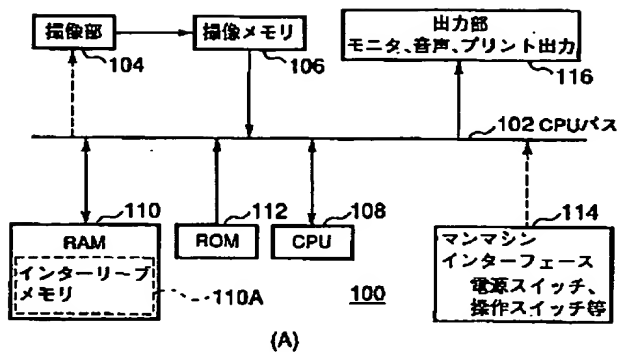 撮像部
104
撮像メモリ
106
出力部
モニタ、音声、プリント出力
116
102 CPUバス
110
RAM
インターリーブ
メモリ
110A
112
ROM
108
CPU
114
マンマシン
インターフェース
電源スイッチ、
操作スイッチ等
100
(A)